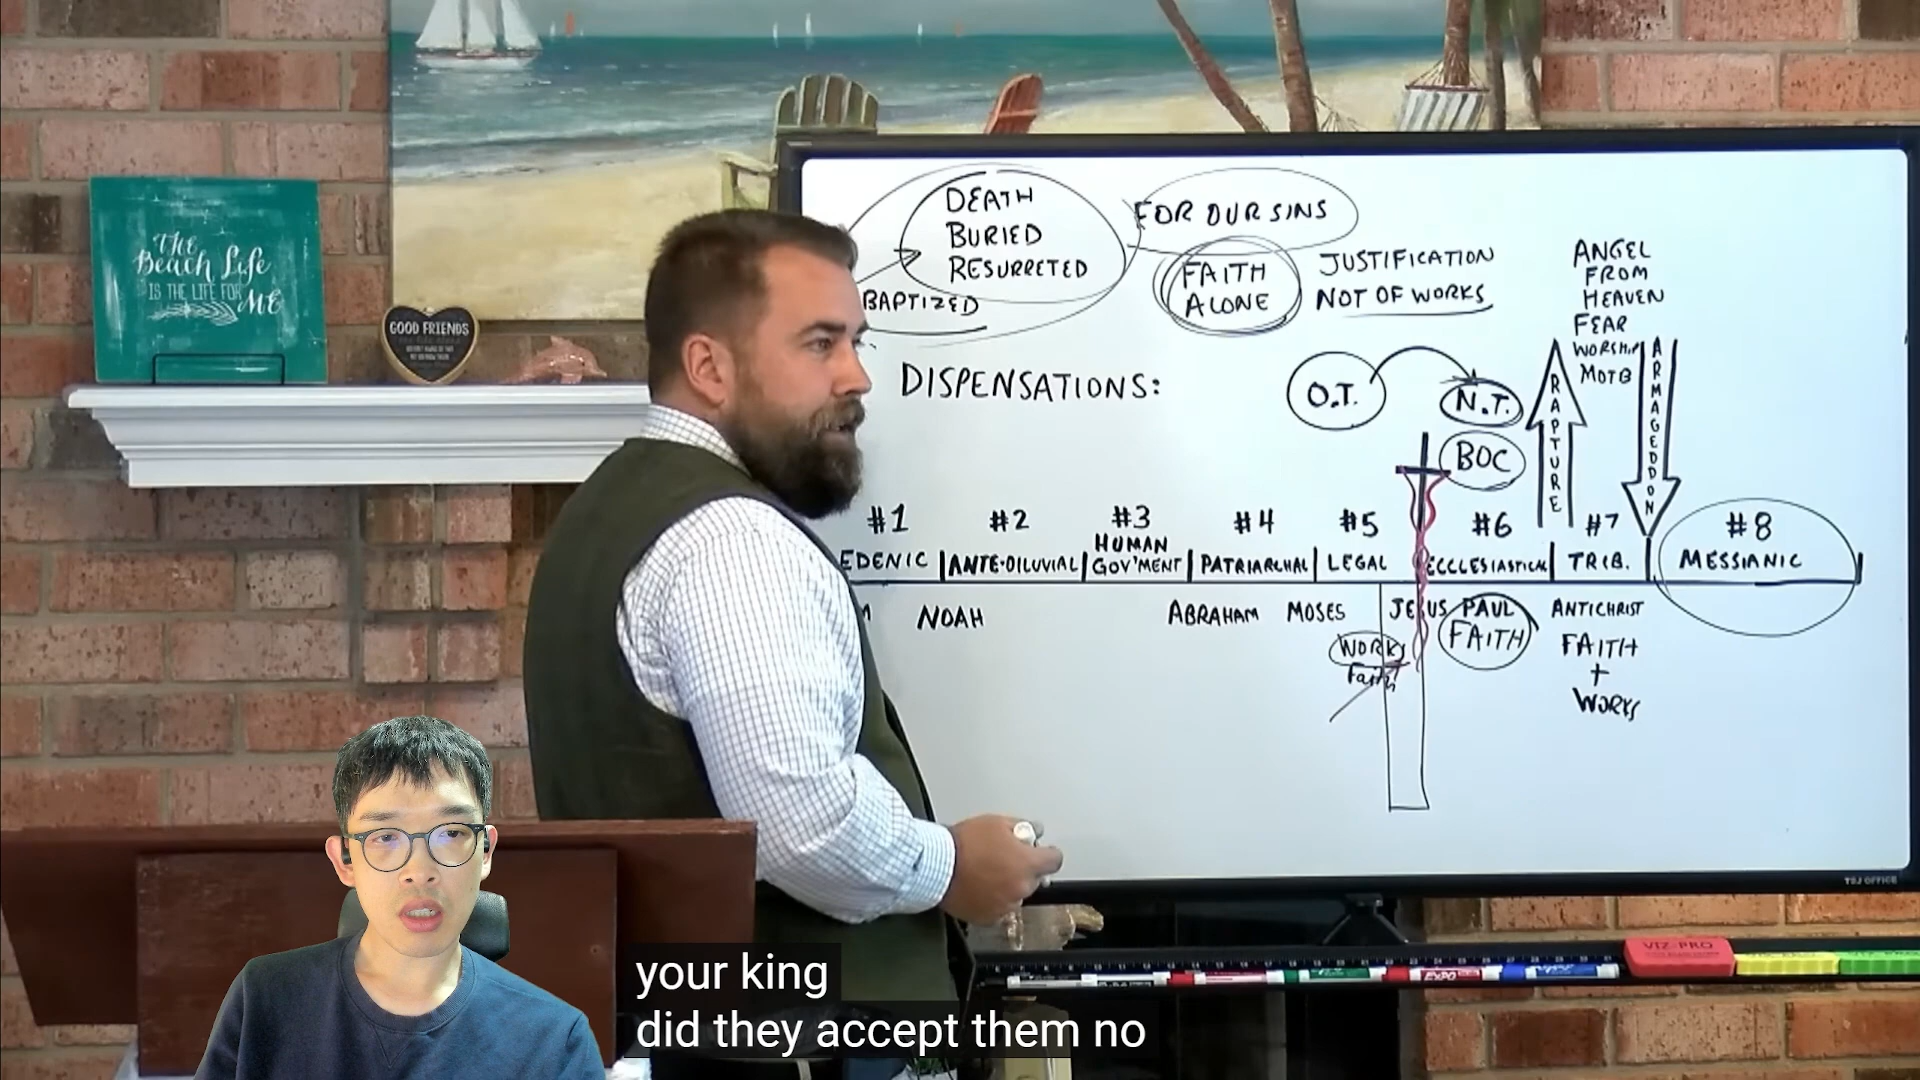 The
Beach Life
IS THE LIFE FOR
ME
GOOD FRIENDS
DEATH
BURIED
RESURRETED
BAPTIZED
FOR OUR SINS
FAITH
ALONE
JUSTIFICATION
NOT OF WORKS
ANGEL
FROM
HEAVEN
FEAR
WORSHIP
MOTB
DISPENSATIONS:
O.T.
N.T.
BOC
RAPTURE
ARMAGEDDON
#1
EDENIC
#2
ANTE-DILUVIAL
#3
HUMAN
GOV'MENT
#4
PATRIARCHAL
#5
LEGAL
#6
ECCLESIASTICAL
#7
TRIB.
#8
MESSIANIC
M
NOAH
ABRAHAM
MOSES
JESUS
PAUL
FAITH
ANTICHRIST
FAITH
+
WORKS
WORKS
Faith
TSJ OFFICE
VIZ-PRO
EXPO
your king
did they accept them no